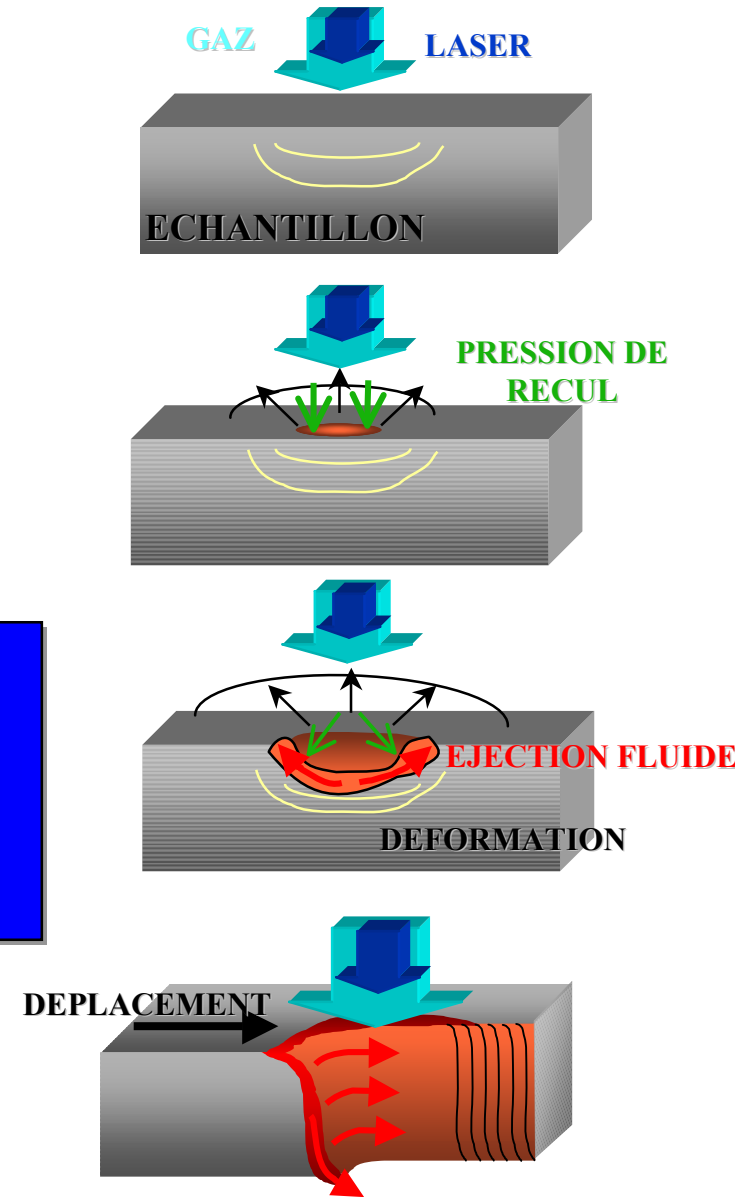 GAZ
LASER
ECHANTILLON
PRESSION DE
RECUL
EJECTION FLUIDE
DEFORMATION
DEPLACEMENT